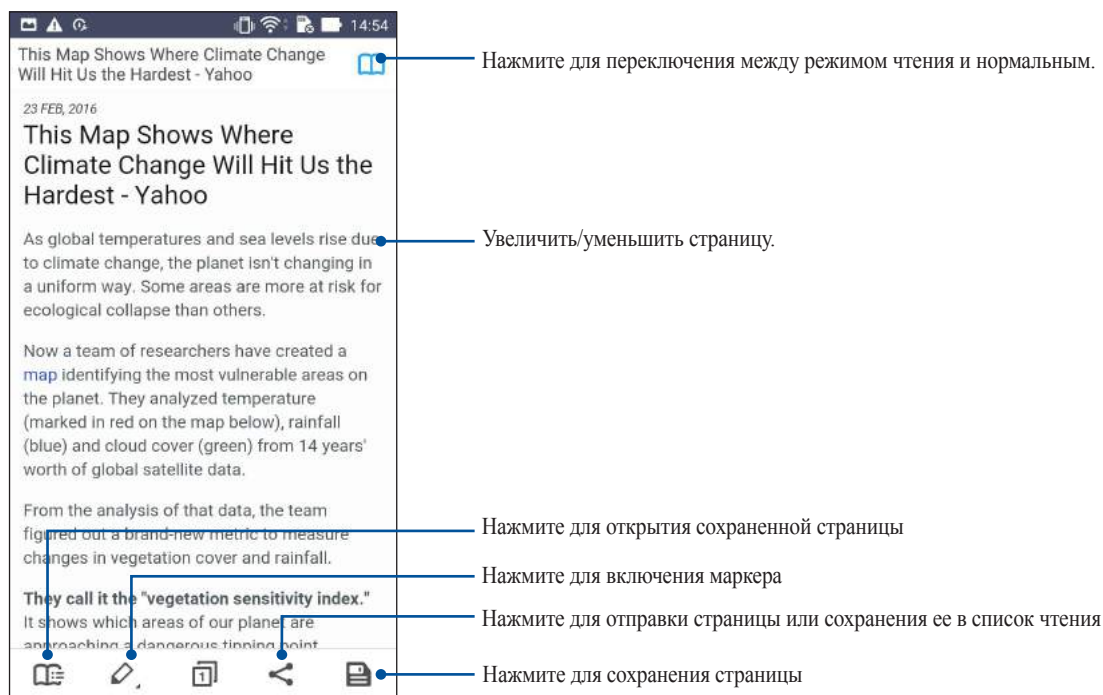 14:54
This Map Shows Where Climate Change
Will Hit Us the Hardest - Yahoo
Нажмите для переключения между режимом чтения и нормальным.
23 FEB, 2016
This Map Shows Where
Climate Change Will Hit Us the
Hardest - Yahoo
As global temperatures and sea levels rise due
Увеличить/уменьшить страницу.
to climate change, the planet isn't changing in
a uniform way. Some areas are more at risk for
ecological collapse than others.
Now a team of researchers have created a
map identifying the most vulnerable areas on
the planet. They analyzed temperature
(marked in red on the map below), rainfall
(blue) and cloud cover (green) from 14 years'
worth of global satellite data.
From the analysis of that data, the team
figured out a brand-new metric to measure
Нажмите для открытия сохраненной страницы
changes in vegetation cover and rainfall.
Нажмите для включения маркера
They call it the "vegetation sensitivity index."
It shows which areas of our planet are
Нажмите для отправки страницы или сохранения ее в список чтения
approaching a dangerous tipping point
1
Нажмите для сохранения страницы